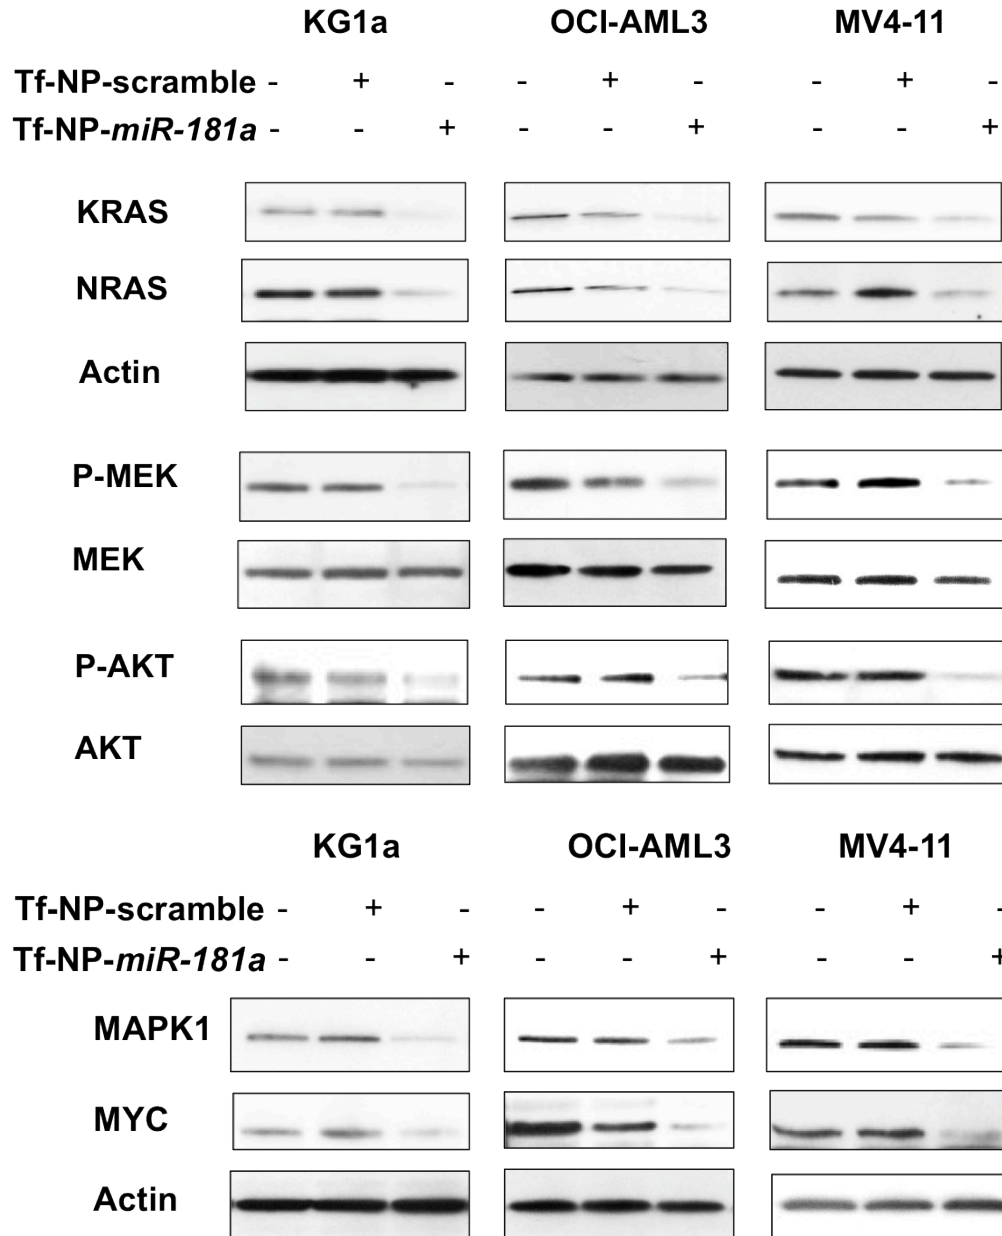 KG1a OCI-AML3 MV4-11
Tf-NP-scramble - + - - + - - + -
Tf-NP-miR-181a - - + - - + - - +
KRAS
NRAS
Actin
P-MEK
MEK
P-AKT
AKT
KG1a OCI-AML3 MV4-11
Tf-NP-scramble - + - - + - - + -
Tf-NP-miR-181a - - + - - + - - +
MAPK1
MYC
Actin